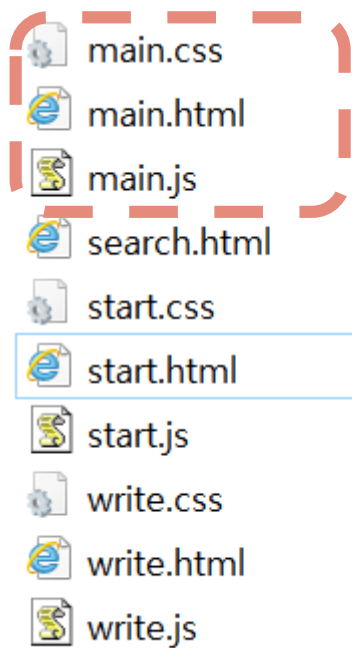 main.css
main.html
main.js
search.html
start.css
start.html
start.js
write.css
write.html
write.js